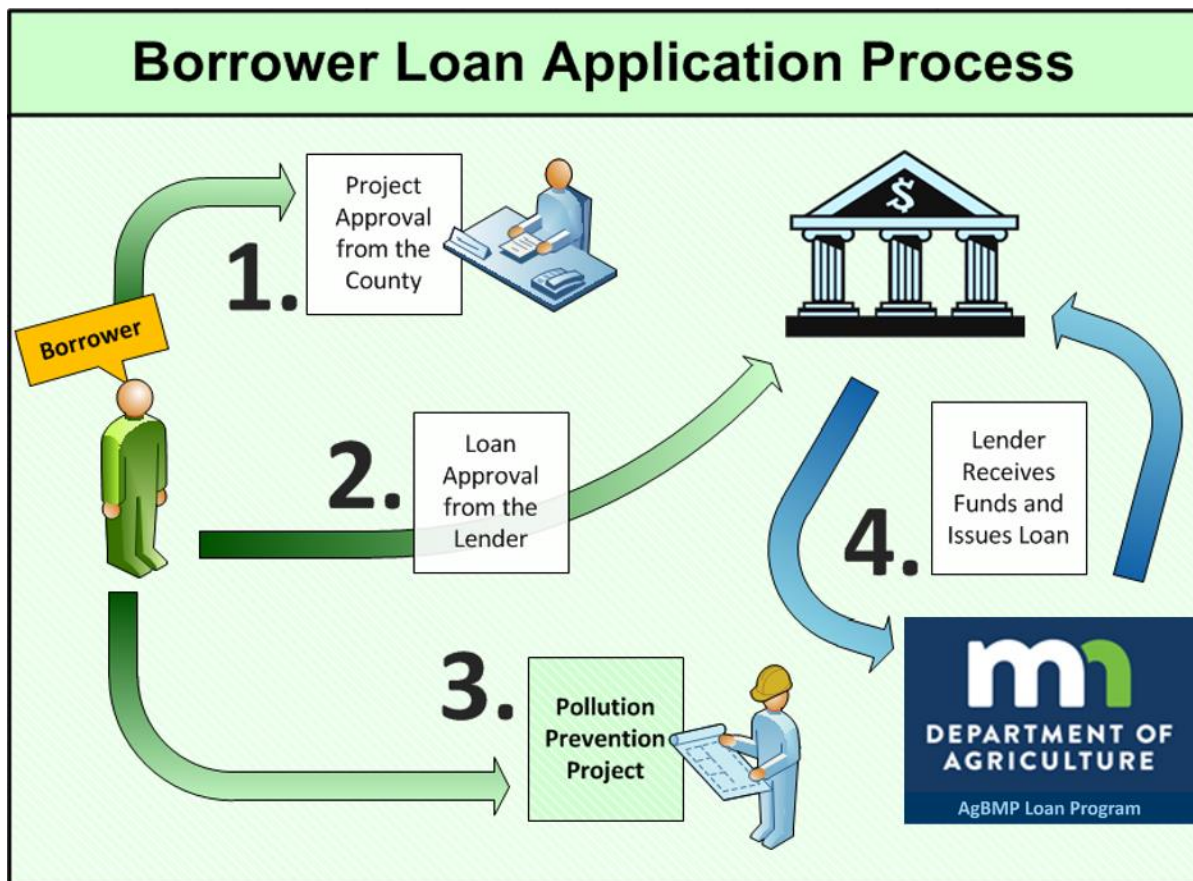 Borrower Loan Application Process
1.
Project
Approval
from the
County
Borrower
$
2.
Loan
Approval
from the
Lender
4.
Lender
Receives
Funds and
Issues Loan
3.
Pollution
Prevention
Project
mn
DEPARTMENT OF
AGRICULTURE
AgBMP Loan Program